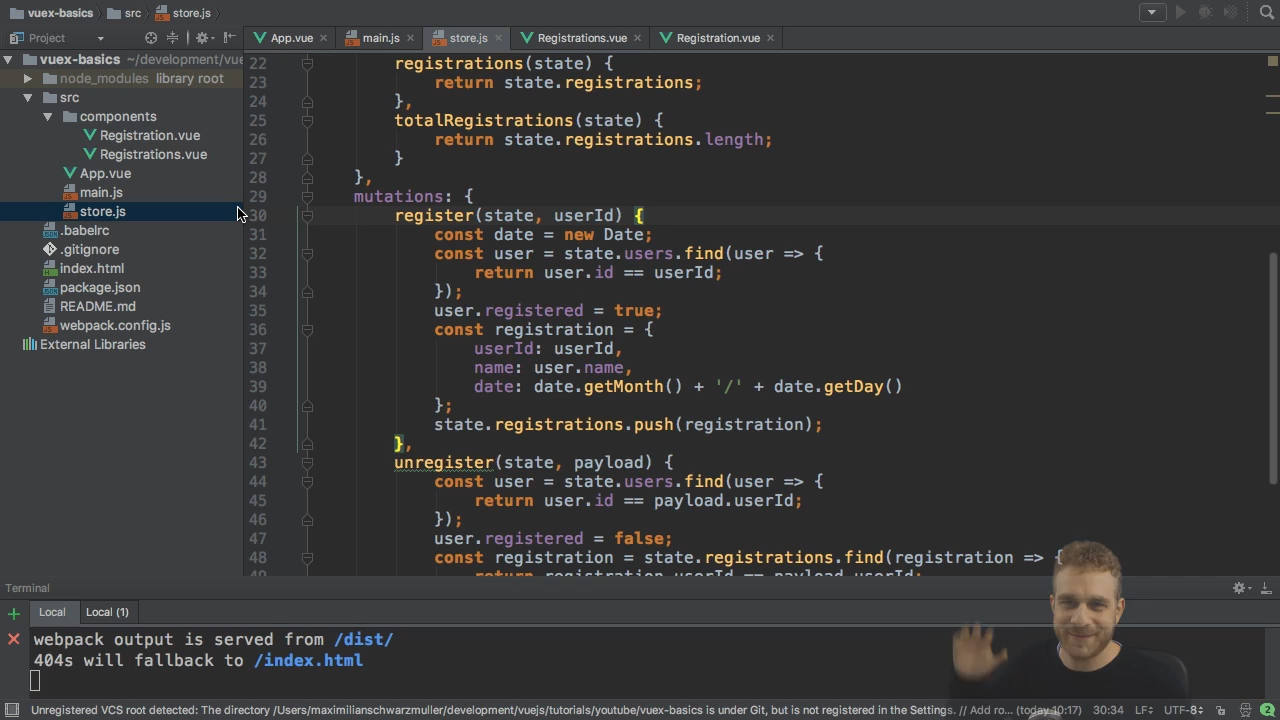 vuex-basics src store.js
Project
App.vue main.js store.js Registrations.vue Registration.vue
vuex-basics ~/development/vue
node_modules library root
src
components
Registration.vue
Registrations.vue
App.vue
main.js
store.js
.babelrc
.gitignore
index.html
package.json
README.md
webpack.config.js
External Libraries
22 registrations(state) {
23 return state.registrations;
24 },
25 totalRegistrations(state) {
26 return state.registrations.length;
27 }
28 },
29 mutations: {
30 register(state, userId) {
31 const date = new Date;
32 const user = state.users.find(user => {
33 return user.id == userId;
34 });
35 user.registered = true;
36 const registration = {
37 userId: userId,
38 name: user.name,
39 date: date.getMonth() + '/' + date.getDay()
40 };
41 state.registrations.push(registration);
42 },
43 unregister(state, payload) {
44 const user = state.users.find(user => {
45 return user.id == payload.userId;
46 });
47 user.registered = false;
48 const registration = state.registrations.find(registration => {
49 return registration.userId == payload.userId;
Terminal
Local Local (1)
webpack output is served from /dist/
404s will fallback to /index.html
Unregistered VCS root detected: The directory /Users/maximilianschwarzmuller/development/vuejs/tutorials/youtube/vuex-basics is under Git, but is not registered in the Settings. // Add ro... (today 10:17) 30:34 LF÷ UTF-8÷ 2